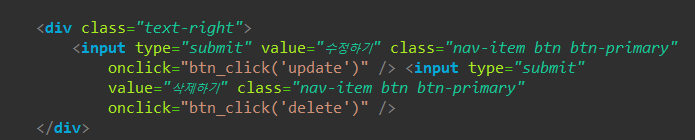 <div class="text-right">
<input type="submit" value="수정하기" class="nav-item btn btn-primary"
onclick="btn_click('update')" /> <input type="submit"
value="삭제하기" class="nav-item btn btn-primary"
onclick="btn_click('delete')" />
</div>